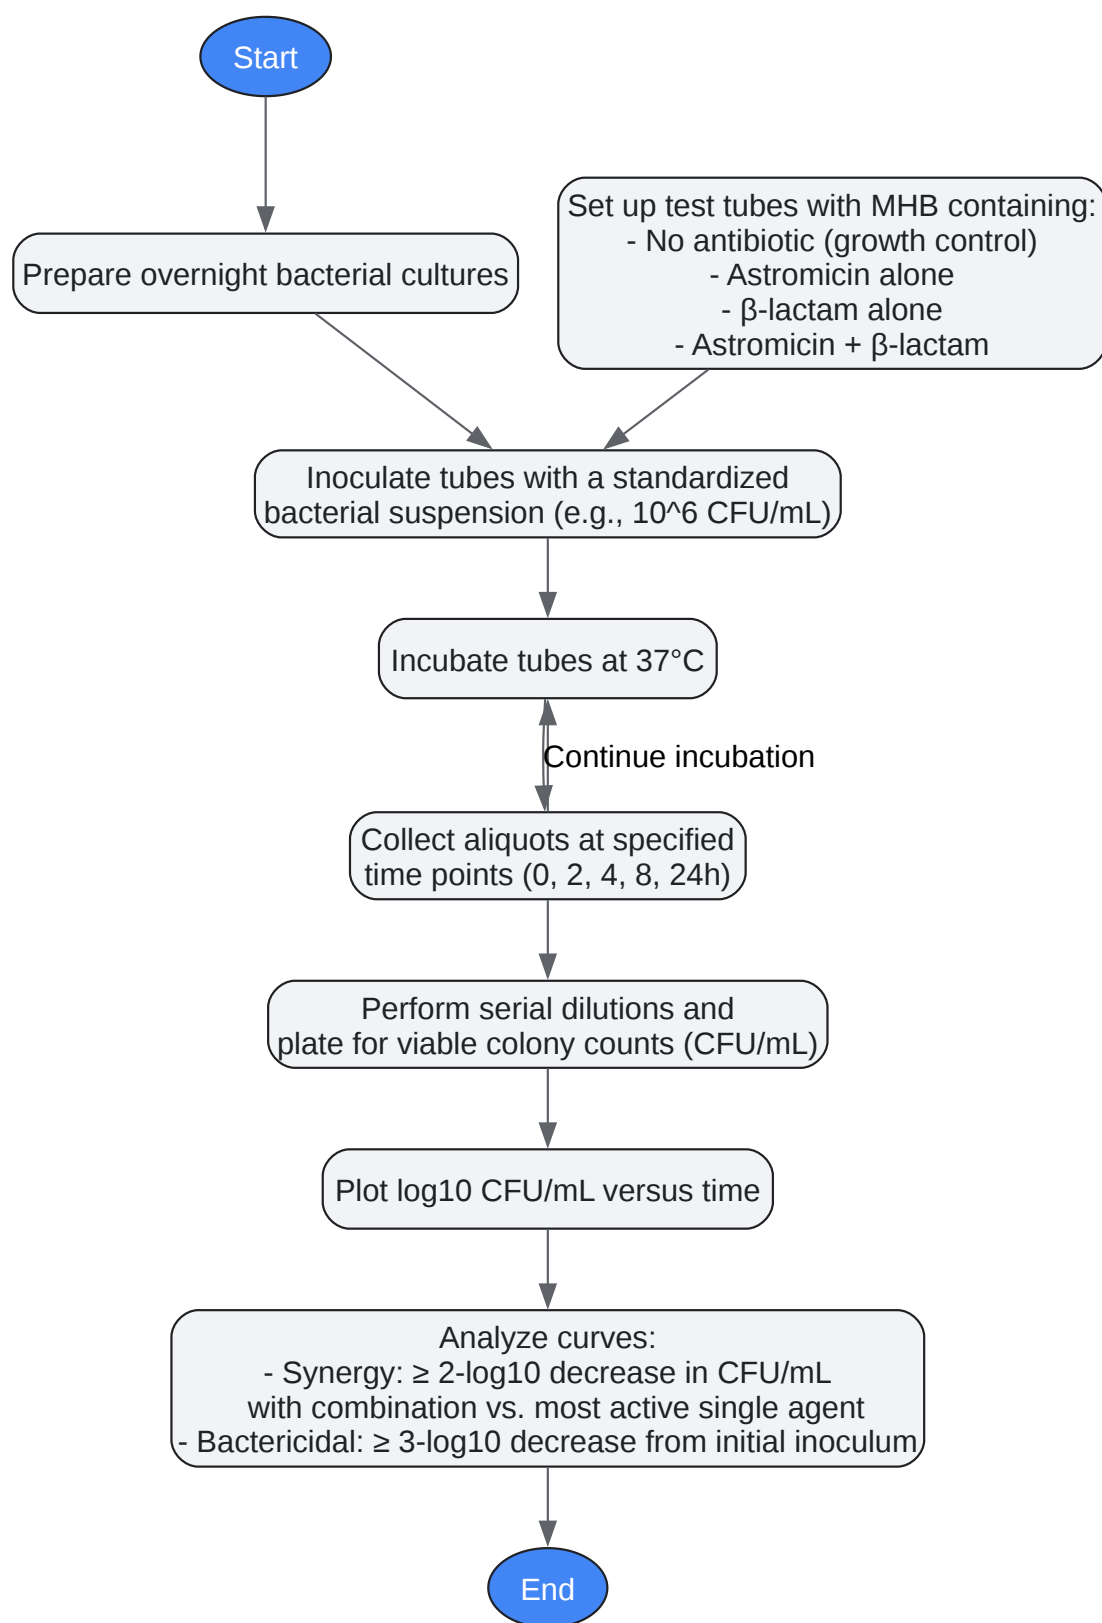 Start
Prepare overnight bacterial cultures
Set up test tubes with MHB containing:
- No antibiotic (growth control)
- Astromicin alone
- β-lactam alone
- Astromicin + β-lactam
Inoculate tubes with a standardized
bacterial suspension (e.g., 10^6 CFU/mL)
Incubate tubes at 37°C
Continue incubation
Collect aliquots at specified
time points (0, 2, 4, 8, 24h)
Perform serial dilutions and
plate for viable colony counts (CFU/mL)
Plot log10 CFU/mL versus time
Analyze curves:
- Synergy: ≥ 2-log10 decrease in CFU/mL
with combination vs. most active single agent
- Bactericidal: ≥ 3-log10 decrease from initial inoculum
End